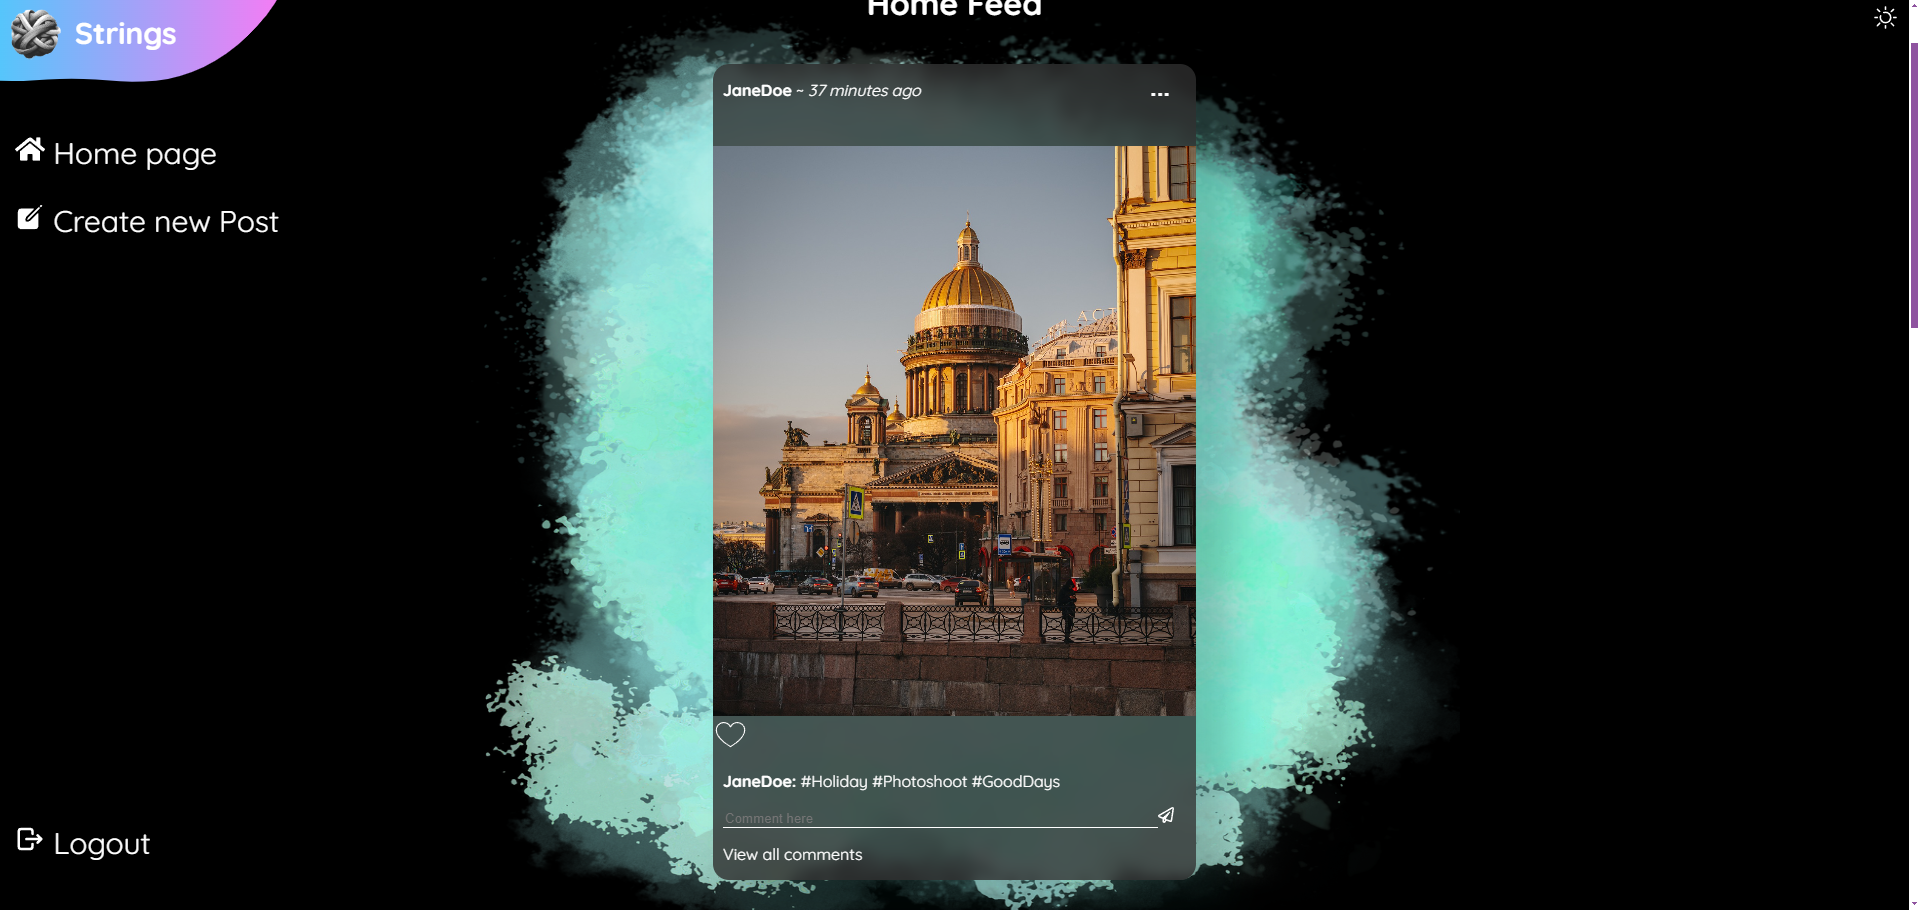 Home Feed
Strings
JaneDoe ~ 37 minutes ago
...
Home page
Create new Post
JaneDoe: #Holiday #Photoshoot #GoodDays
Comment here
View all comments
Logout